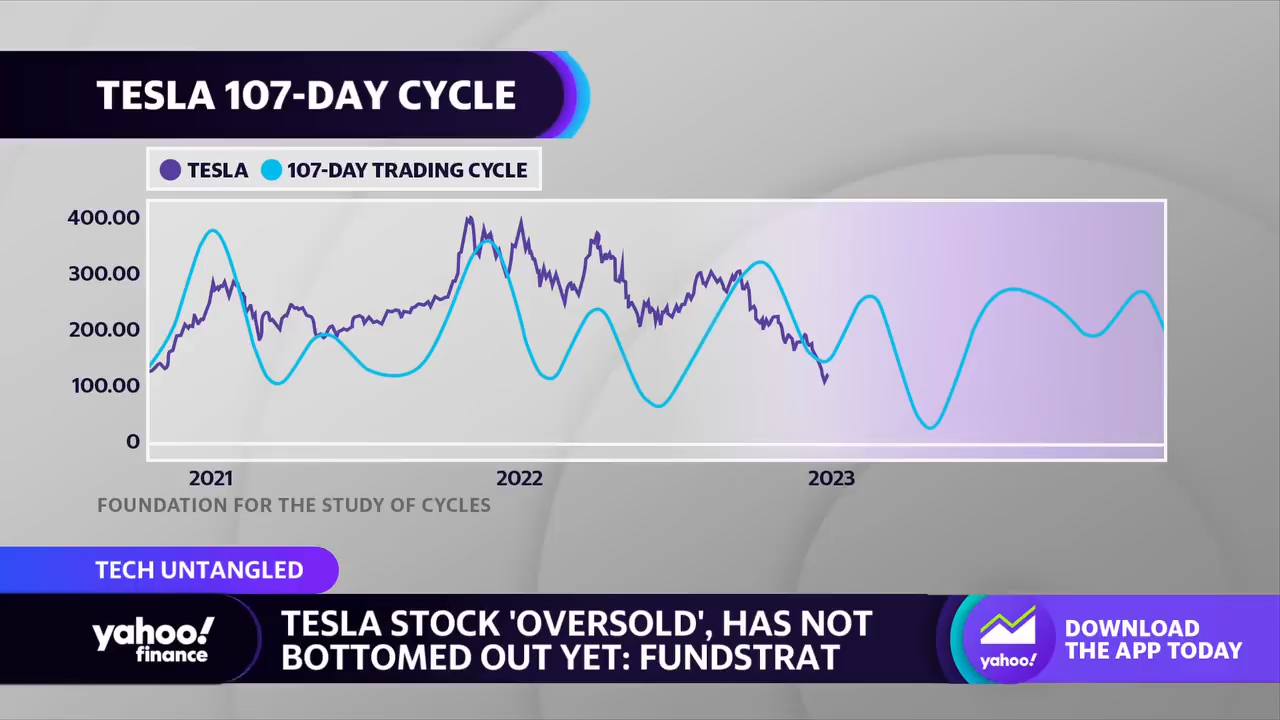 TESLA 107-DAY CYCLE
TESLA 107-DAY TRADING CYCLE
400.00
300.00
200.00
100.00
0
2021 2022 2023
FOUNDATION FOR THE STUDY OF CYCLES
TECH UNTANGLED
yahoo!
finance
TESLA STOCK 'OVERSOLD', HAS NOT
BOTTOMED OUT YET: FUNDSTRAT
yahoo!
DOWNLOAD
THE APP TODAY